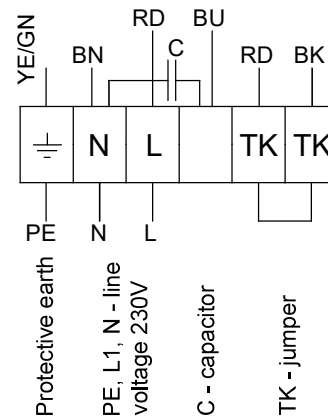 YE/GN
BN
RD
C
BU
RD
BK
N
L
TK
TK
PE
N
L
Protective earth
PE, L1, N - line
voltage 230V
C - capacitor
TK - jumper